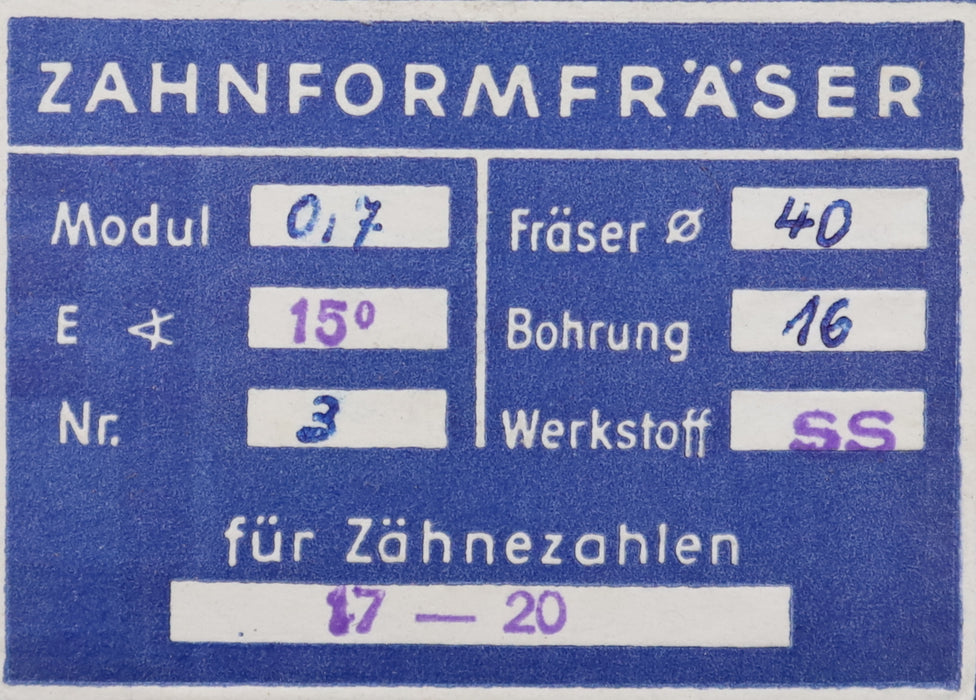 ZAHNFORMFRÄSER
Modul 0,7
E ∢ 15°
Nr. 3
Fräser ⌀ 40
Bohrung 16
Werkstoff SS
für Zähnezahlen
17 — 20